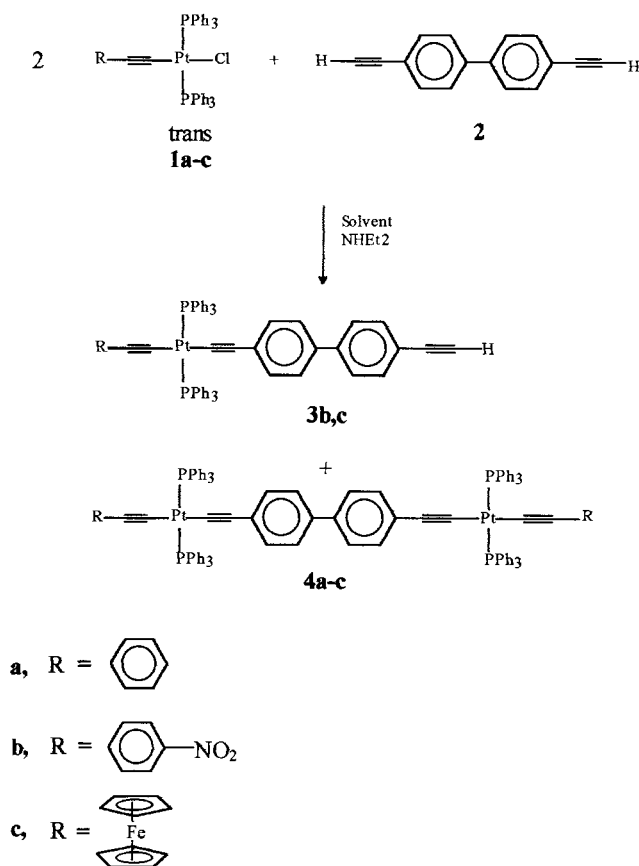 PPh3
2 R Pt Cl + H H
PPh3
trans 2
1a-c
Solvent
NHEt2
PPh3
R Pt H
PPh3
3b,c
+
PPh3 PPh3
R Pt Pt R
PPh3 PPh3
4a-c
a, R =
b, R = NO2
c, R = Fe